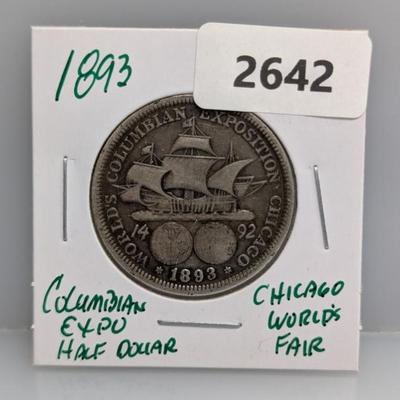 1893
2642
WORLD'S COLUMBIAN EXPOSITION CHICAGO
14 92
★1893★
COLUMBIAN
EXPO
HALF DOLLAR
CHICAGO
WORLD'S
FAIR